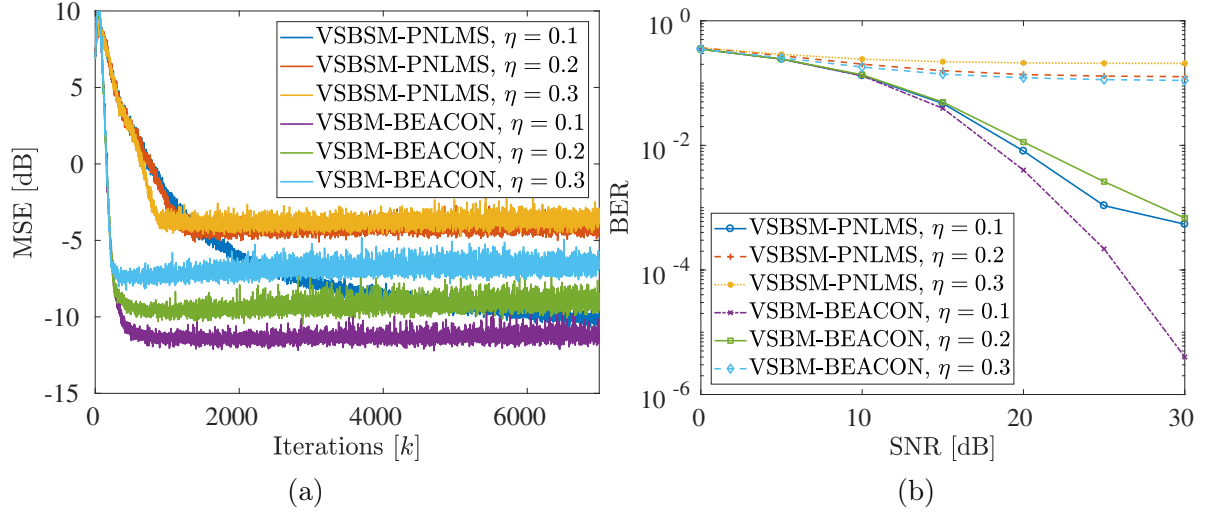 10
5
0
-5
-10
-15
MSE [dB]
VSBSM-PNLMS, η = 0.1
VSBSM-PNLMS, η = 0.2
VSBSM-PNLMS, η = 0.3
VSBM-BEACON, η = 0.1
VSBM-BEACON, η = 0.2
VSBM-BEACON, η = 0.3
0 2000 4000 6000
Iterations [k]
(a)
10^0
10^-2
10^-4
10^-6
BER
VSBSM-PNLMS, η = 0.1
VSBSM-PNLMS, η = 0.2
VSBSM-PNLMS, η = 0.3
VSBM-BEACON, η = 0.1
VSBM-BEACON, η = 0.2
VSBM-BEACON, η = 0.3
0 10 20 30
SNR [dB]
(b)